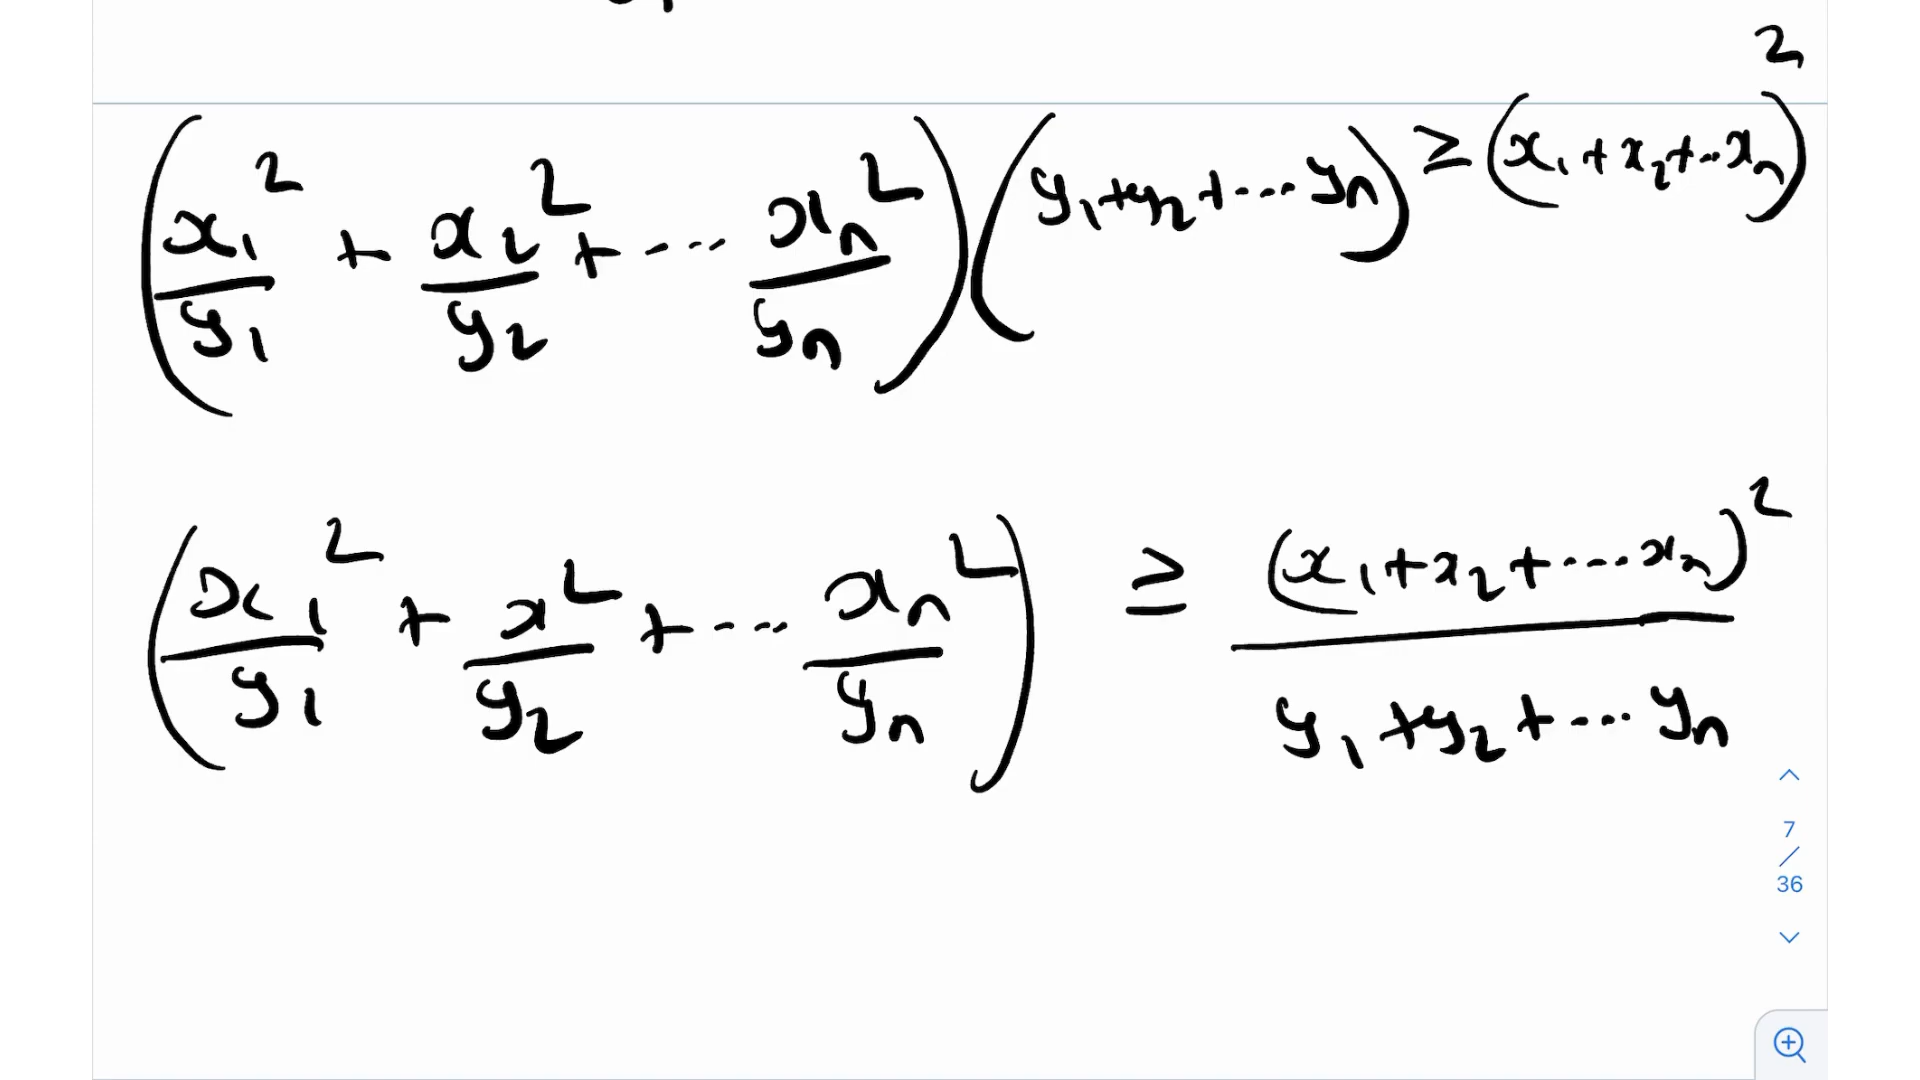 (x₁²/y₁ + x₂²/y₂ + ... xₙ²/yₙ)(y₁+y₂+... yₙ) ≥ (x₁+x₂+..xₙ)²
(x₁²/y₁ + x²/y₂ + ... xₙ²/yₙ) ≥ (x₁+x₂+...xₙ)²/y₁+y₂+... yₙ
7
/
36